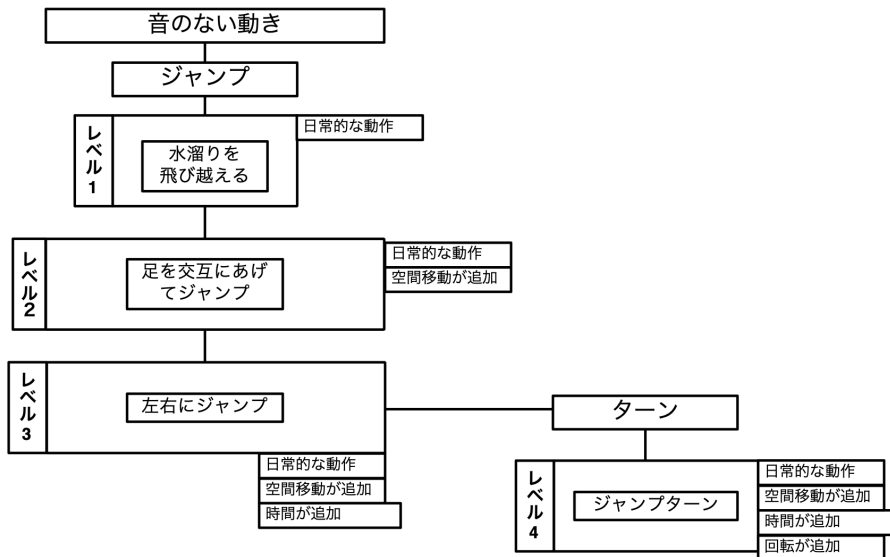 音のない動き
ジャンプ
レベル1
日常的な動作
水溜りを
飛び越える
レベル2
日常的な動作
空間移動が追加
足を交互にあげ
てジャンプ
レベル3
左右にジャンプ
日常的な動作
空間移動が追加
時間が追加
ターン
レベル4
ジャンプターン
日常的な動作
空間移動が追加
時間が追加
回転が追加